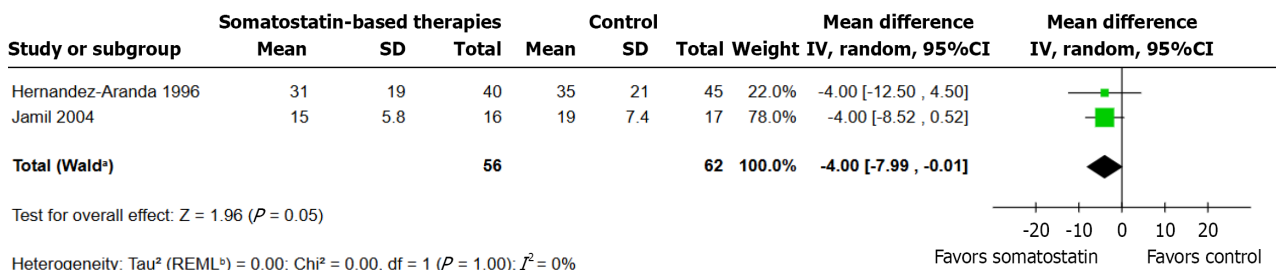 Somatostatin-based therapies Control Mean difference Mean difference
Study or subgroup Mean SD Total Mean SD Total Weight IV, random, 95%CI IV, random, 95%CI
Hernandez-Aranda 1996 31 19 40 35 21 45 22.0% -4.00 [-12.50 , 4.50]
Jamil 2004 15 5.8 16 19 7.4 17 78.0% -4.00 [-8.52 , 0.52]
Total (Waldᵃ) 56 62 100.0% -4.00 [-7.99 , -0.01]
Test for overall effect: Z = 1.96 (P = 0.05)
-20 -10 0 10 20
Favors somatostatin Favors control
Heterogeneity: Tau² (REMLᵇ) = 0.00; Chi² = 0.00, df = 1 (P = 1.00); I² = 0%